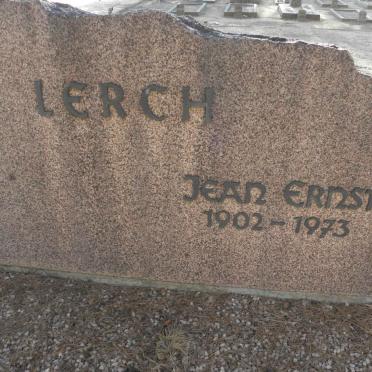 LERCH
JEAN ERNST
1902 – 1973